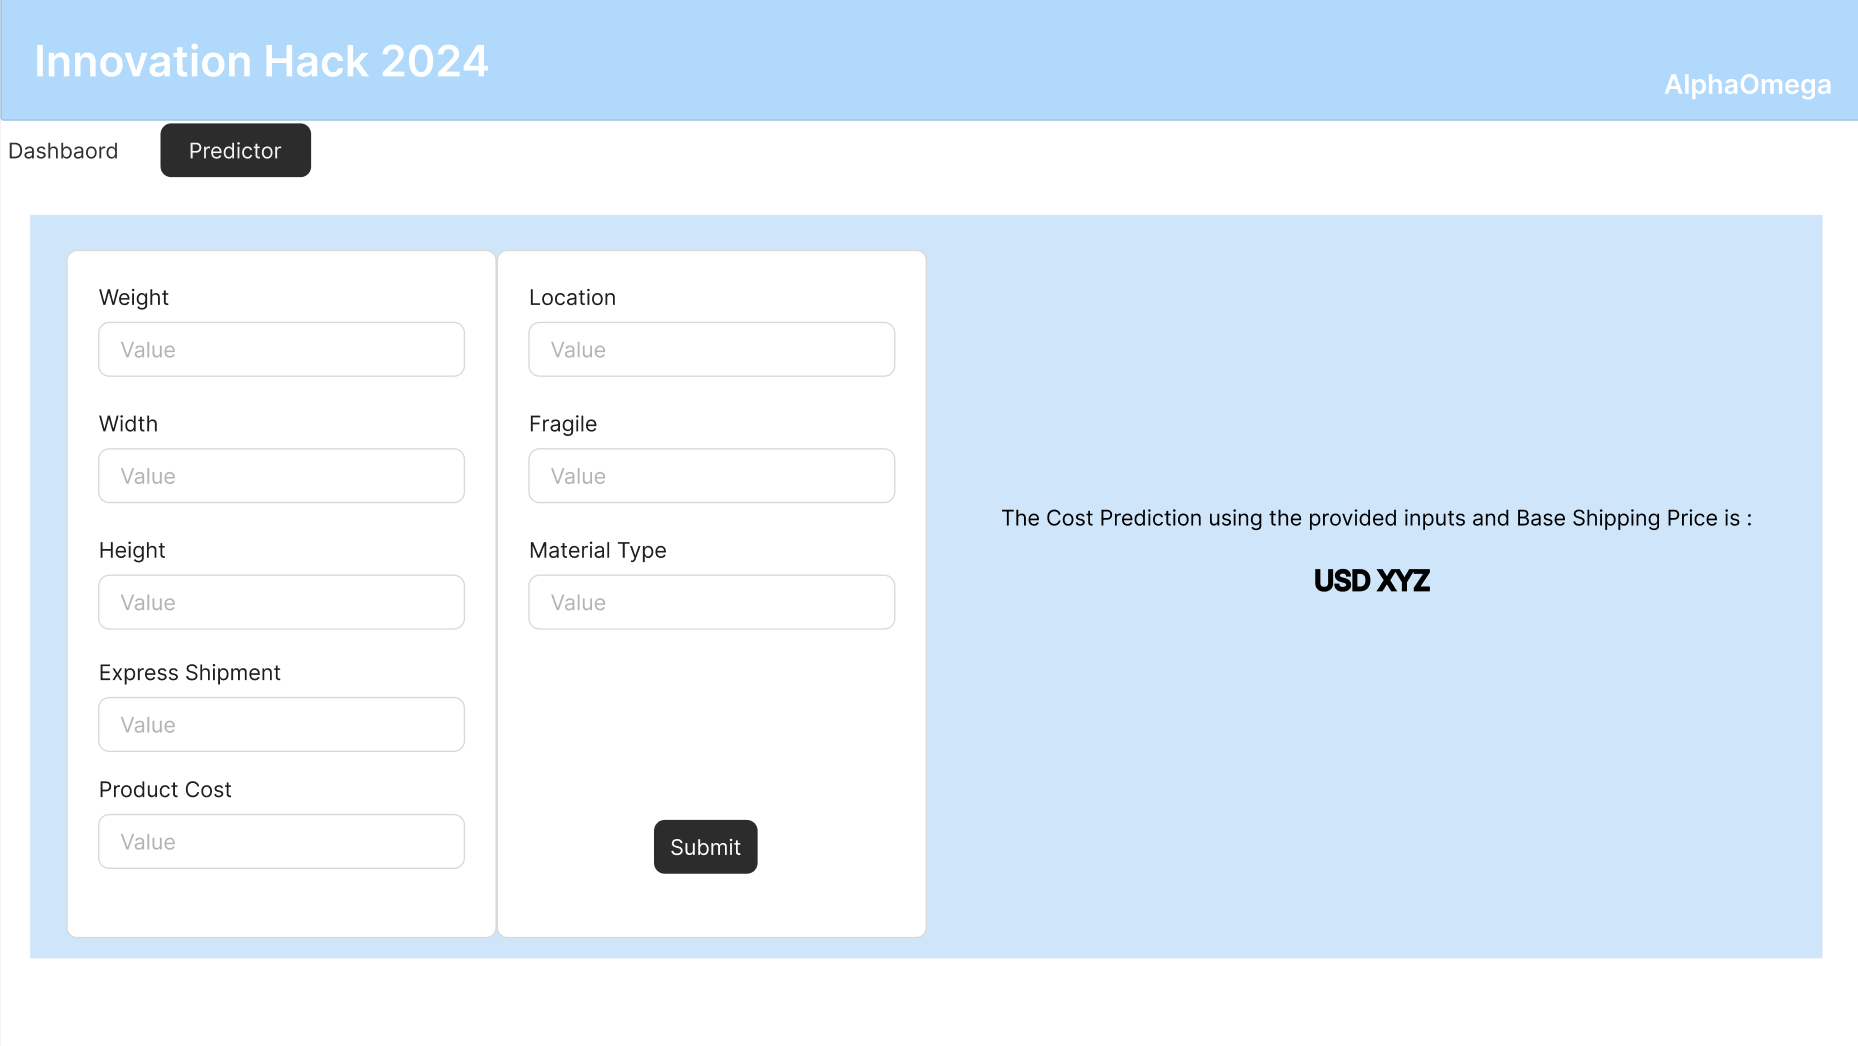 Innovation Hack 2024
AlphaOmega
Dashbaord
Predictor
Weight
Value
Width
Value
Height
Value
Express Shipment
Value
Product Cost
Value
Location
Value
Fragile
Value
Material Type
Value
Submit
The Cost Prediction using the provided inputs and Base Shipping Price is :
USD XYZ